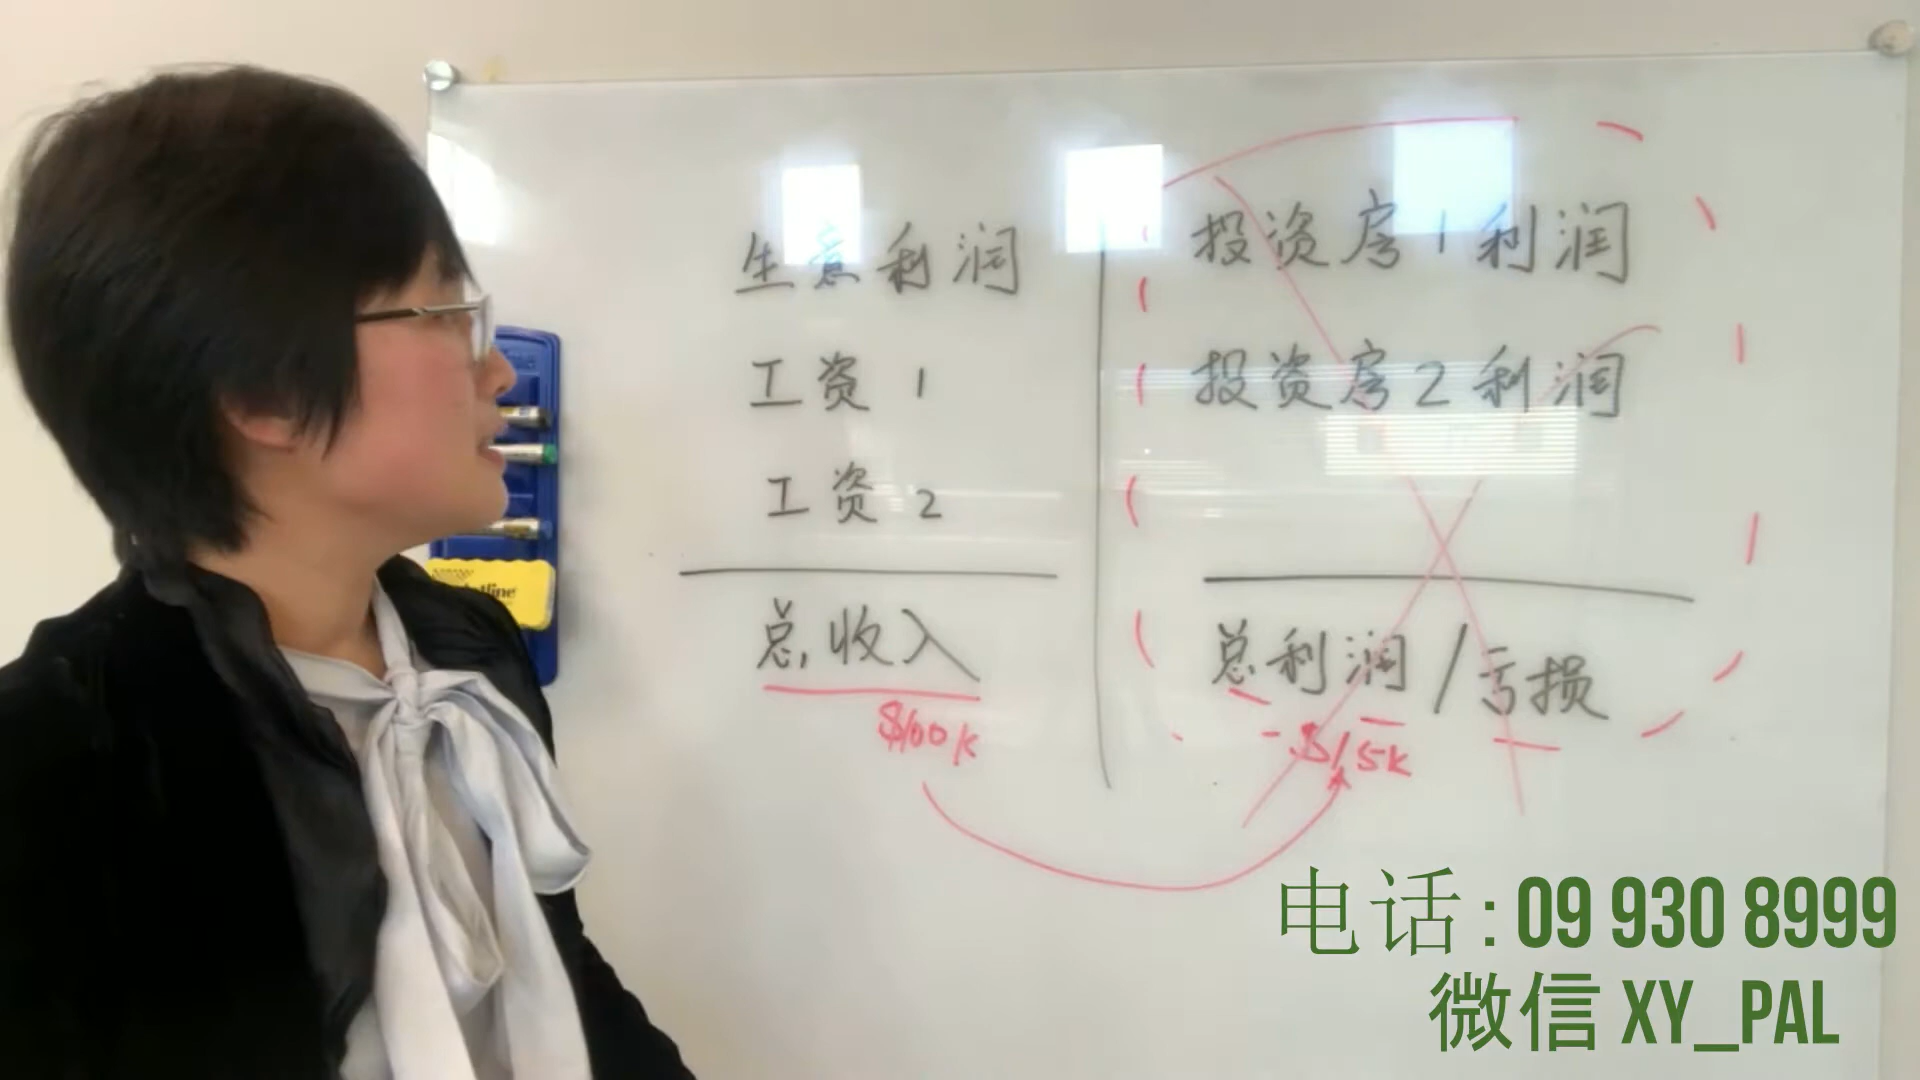 生意利润
工资1
工资2
总收入
$100K
投资房1利润
投资房2利润
总利润/亏损
-$15K
电话:09 930 8999
微信 XY_PAL